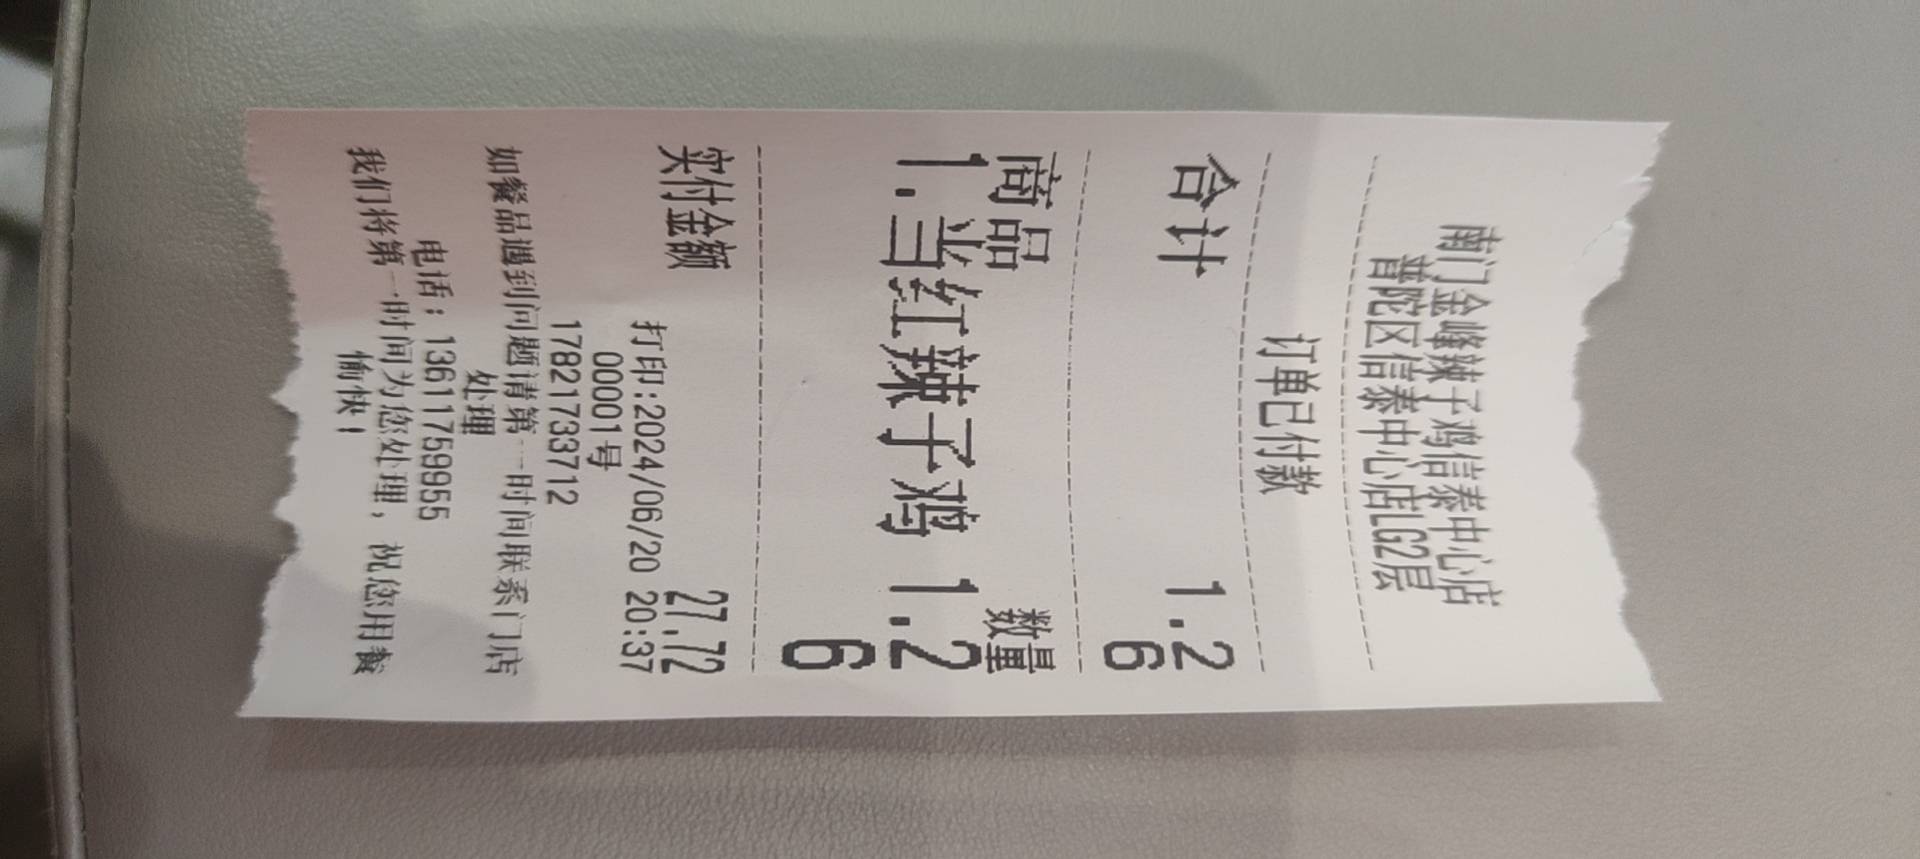 南门金峰辣子鸡信泰中心店
普陀区信泰中心店LG2层
订单已付款
合计 1.2
6
商品 数量
1.当红辣子鸡 1.2
6
实付金额 27.72
打印:2024/06/20 20:37
00001号
17821733712
如餐品遇到问题请第一时间联系门店
处理
电话：13611759955
我们将第一时间为您处理，祝您用餐
愉快！